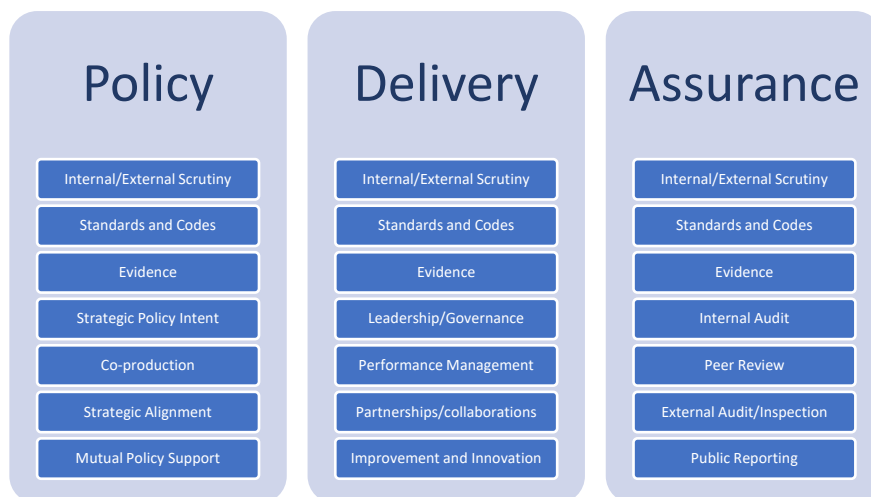 Policy
Internal/External Scrutiny
Standards and Codes
Evidence
Strategic Policy Intent
Co-production
Strategic Alignment
Mutual Policy Support
Delivery
Internal/External Scrutiny
Standards and Codes
Evidence
Leadership/Governance
Performance Management
Partnerships/collaborations
Improvement and Innovation
Assurance
Internal/External Scrutiny
Standards and Codes
Evidence
Internal Audit
Peer Review
External Audit/Inspection
Public Reporting